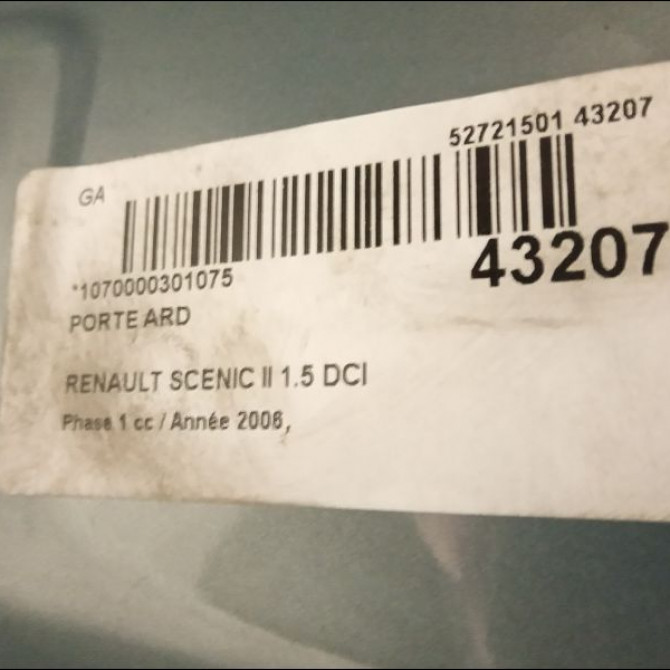 52721501 43207
GA
43207
*1070000301075
PORTE ARD
RENAULT SCENIC II 1.5 DCI
Phase 1 cc / Année 2006,